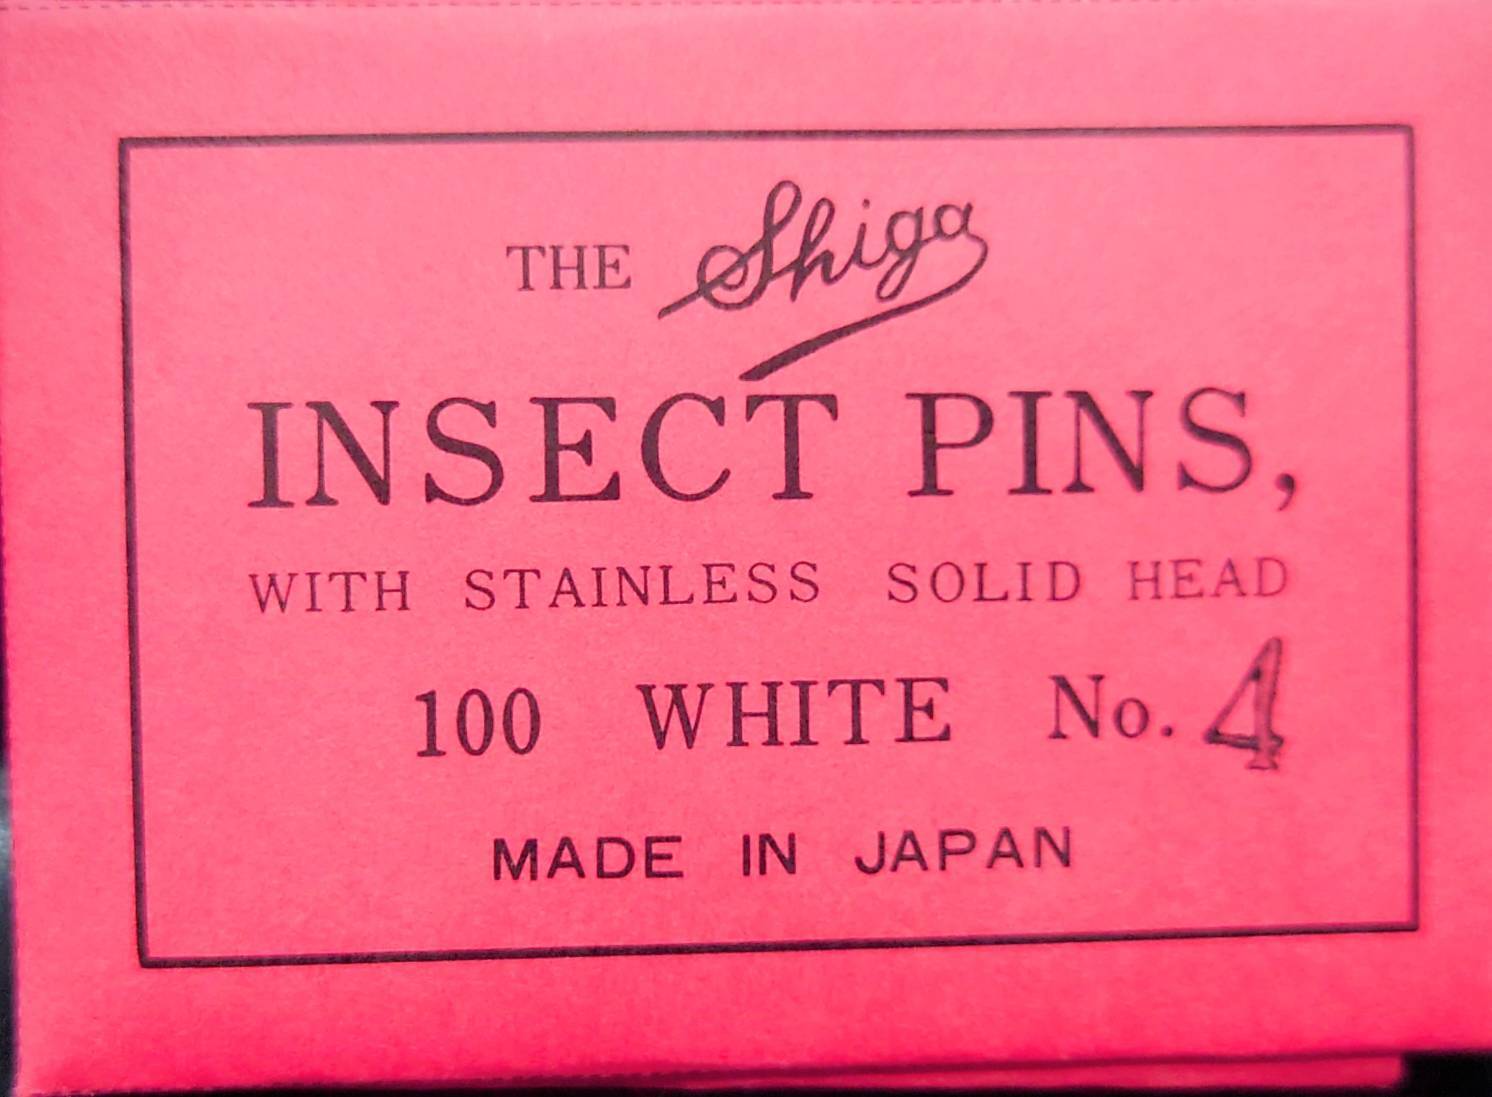 THE Shiga
INSECT PINS,
WITH STAINLESS SOLID HEAD
100 WHITE No. 4
MADE IN JAPAN